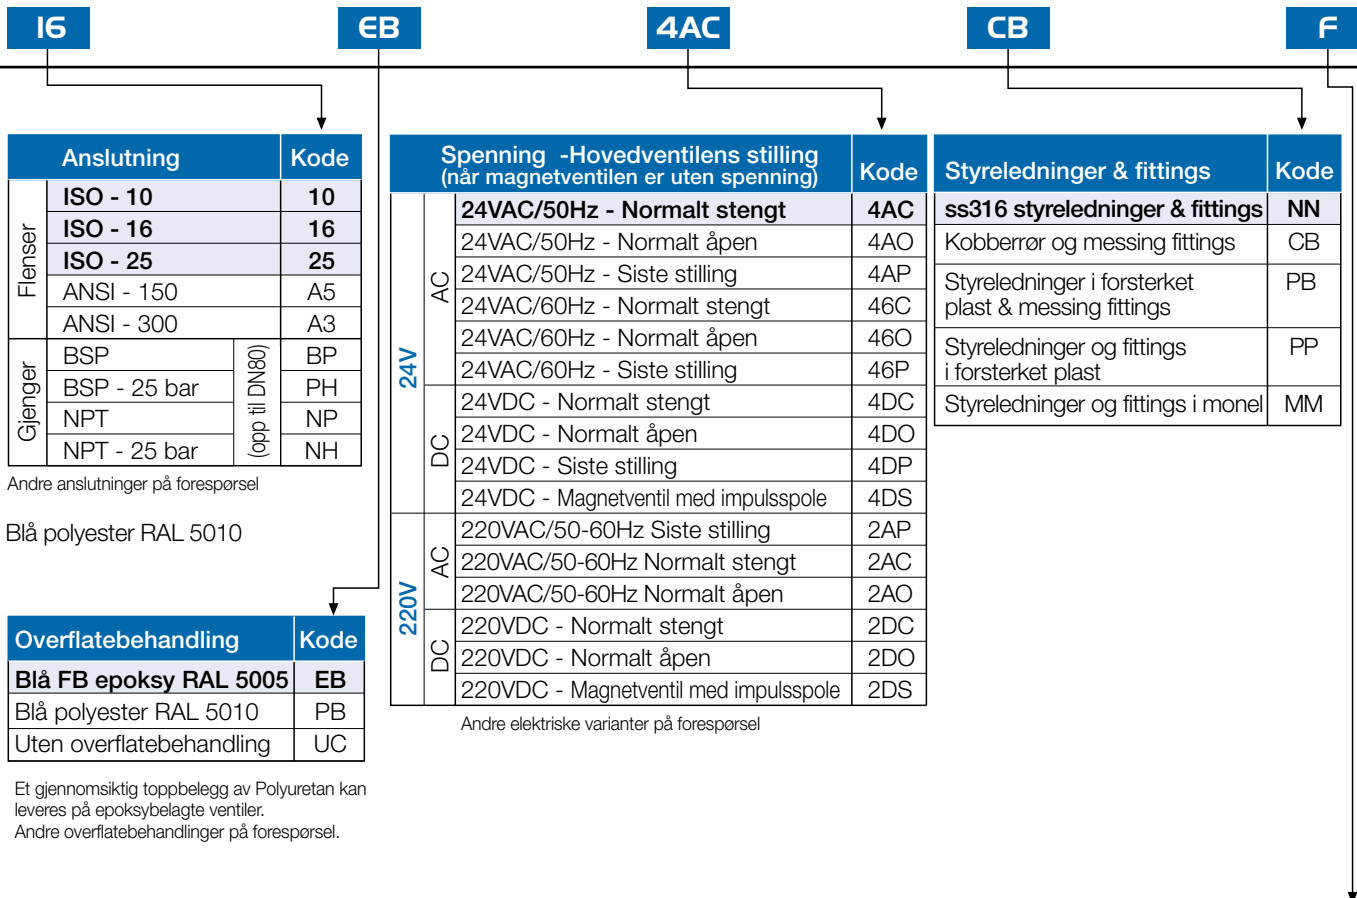 16 EB 4AC CB F
Anslutning Kode
Flenser
ISO - 10 10
ISO - 16 16
ISO - 25 25
ANSI - 150 A5
ANSI - 300 A3
Gjenger
(opp til DN80)
BSP BP
BSP - 25 bar PH
NPT NP
NPT - 25 bar NH
Andre anslutninger på forespørsel
Blå polyester RAL 5010
Overflatebehandling Kode
Blå FB epoksy RAL 5005 EB
Blå polyester RAL 5010 PB
Uten overflatebehandling UC
Et gjennomsiktig toppbelegg av Polyuretan kan
leveres på epoksybelagte ventiler.
Andre overflatebehandlinger på forespørsel.
Spenning -Hovedventilens stilling
(når magnetventilen er uten spenning) Kode
24V
AC
24VAC/50Hz - Normalt stengt 4AC
24VAC/50Hz - Normalt åpen 4AO
24VAC/50Hz - Siste stilling 4AP
24VAC/60Hz - Normalt stengt 46C
24VAC/60Hz - Normalt åpen 46O
24VAC/60Hz - Siste stilling 46P
DC
24VDC - Normalt stengt 4DC
24VDC - Normalt åpen 4DO
24VDC - Siste stilling 4DP
24VDC - Magnetventil med impulsspole 4DS
220V
AC
220VAC/50-60Hz Siste stilling 2AP
220VAC/50-60Hz Normalt stengt 2AC
220VAC/50-60Hz Normalt åpen 2AO
DC
220VDC - Normalt stengt 2DC
220VDC - Normalt åpen 2DO
220VDC - Magnetventil med impulsspole 2DS
Andre elektriske varianter på forespørsel
Styreledninger & fittings Kode
ss316 styreledninger & fittings NN
Kobberrør og messing fittings CB
Styreledninger i forsterket PB
plast & messing fittings
Styreledninger og fittings PP
i forsterket plast
Styreledninger og fittings i monel MM